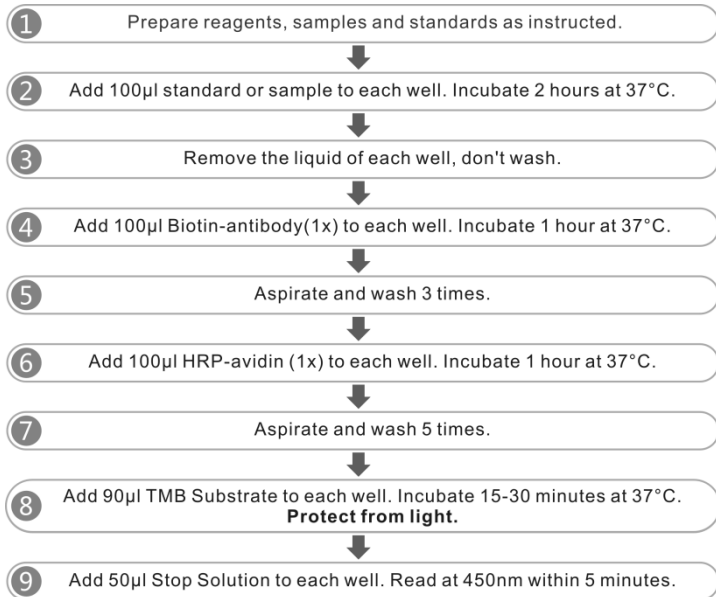 1 Prepare reagents, samples and standards as instructed.
2 Add 100µl standard or sample to each well. Incubate 2 hours at 37°C.
3 Remove the liquid of each well, don't wash.
4 Add 100µl Biotin-antibody(1x) to each well. Incubate 1 hour at 37°C.
5 Aspirate and wash 3 times.
6 Add 100µl HRP-avidin (1x) to each well. Incubate 1 hour at 37°C.
7 Aspirate and wash 5 times.
8 Add 90µl TMB Substrate to each well. Incubate 15-30 minutes at 37°C.
Protect from light.
9 Add 50µl Stop Solution to each well. Read at 450nm within 5 minutes.